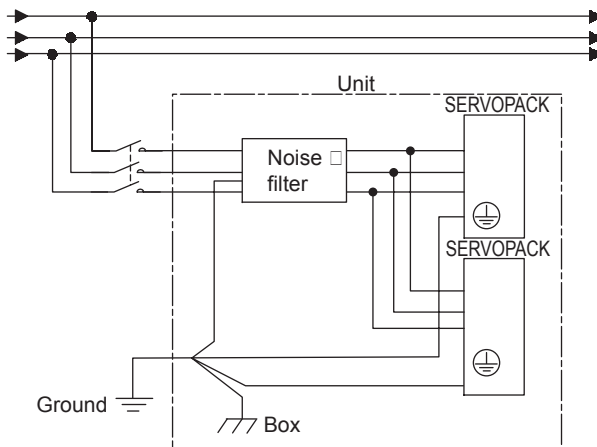 Unit
SERVOPACK
Noise
filter
SERVOPACK
Ground
Box